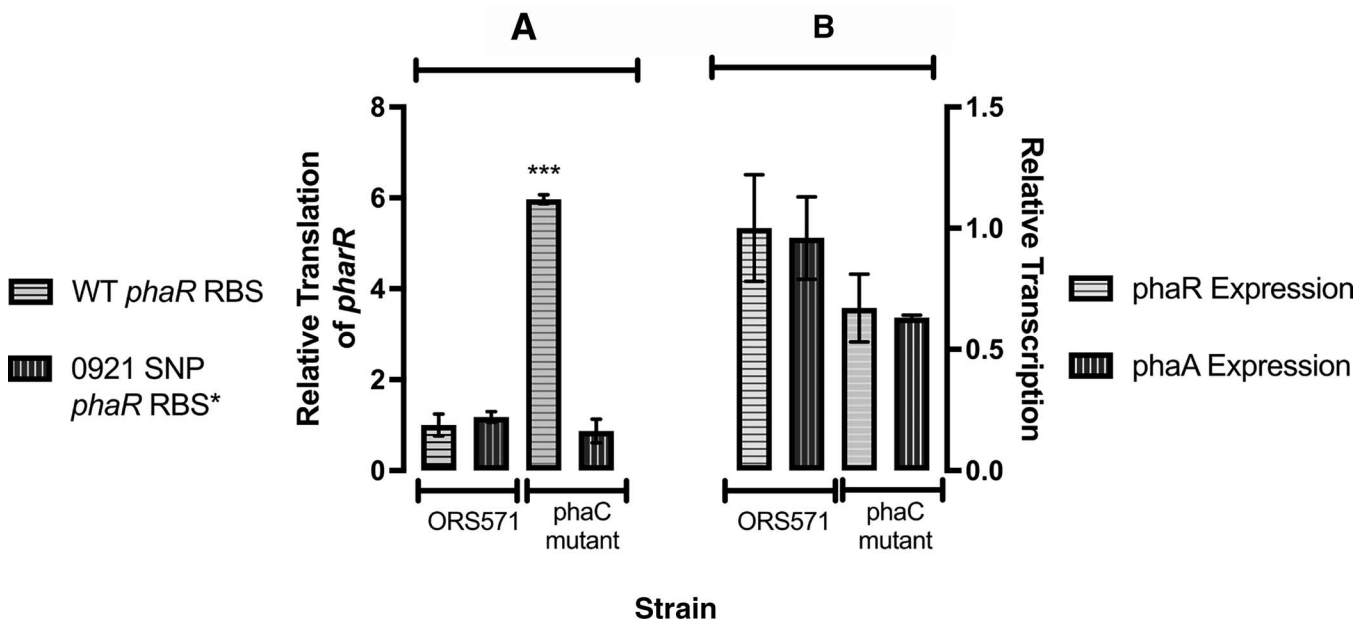 A
B
8
6
4
2
0
Relative Translation
of pharR
***
1.5
1.0
0.5
0.0
Relative Transcription
WT phaR RBS
0921 SNP
phaR RBS*
phaR Expression
phaA Expression
ORS571
phaC
mutant
ORS571
phaC
mutant
Strain